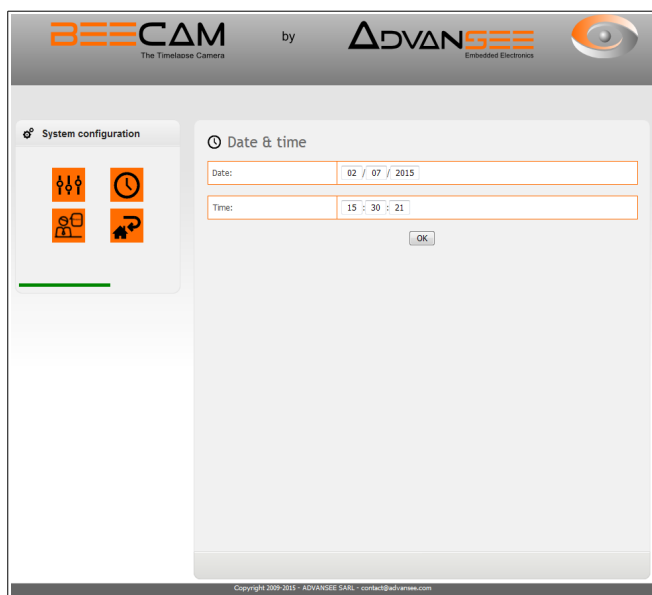 BEECAM by ADVANSEE
The Timelapse Camera Embedded Electronics
System configuration
Date & time
Date: 02 / 07 / 2015
Time: 15 : 30 : 21
OK
Copyright 2009-2015 - ADVANSEE SARL - contact@advansee.com